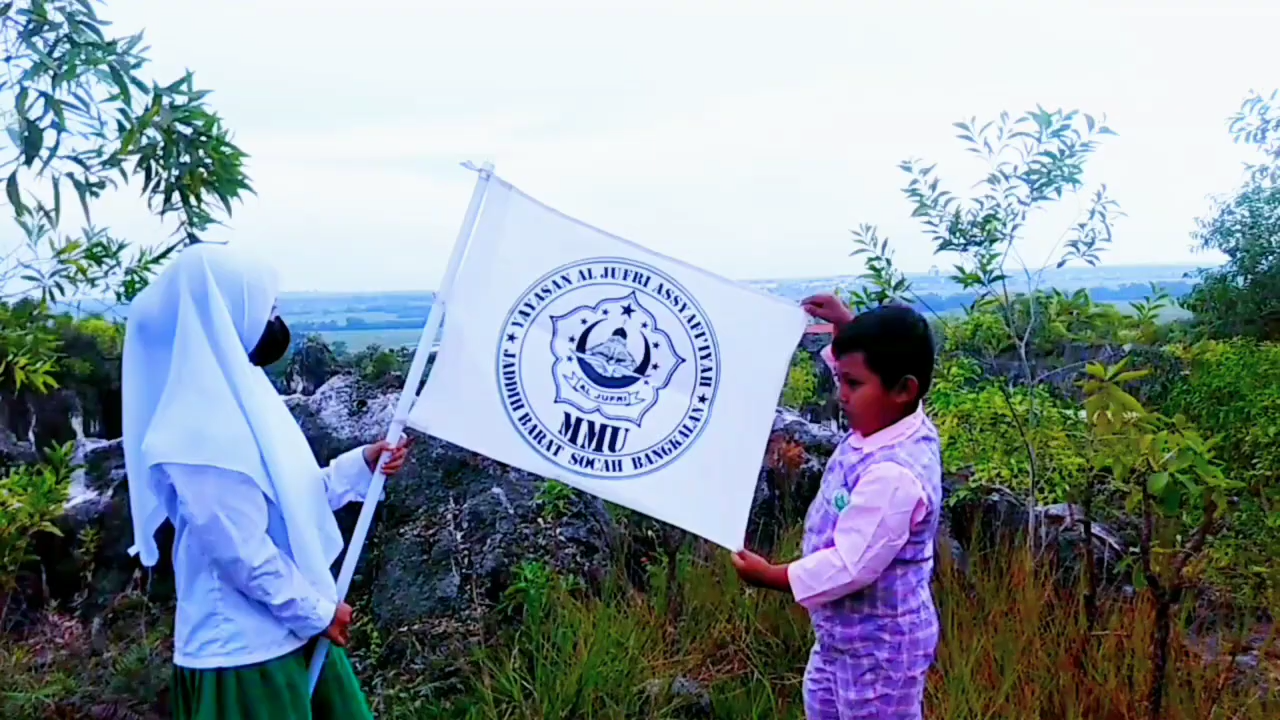 ★ YAYASAN AL JUFRI ASSYAFI'IYAH ★
AL JUFRI
MMU
JADDIH BARAT SOCAH BANGKALAN